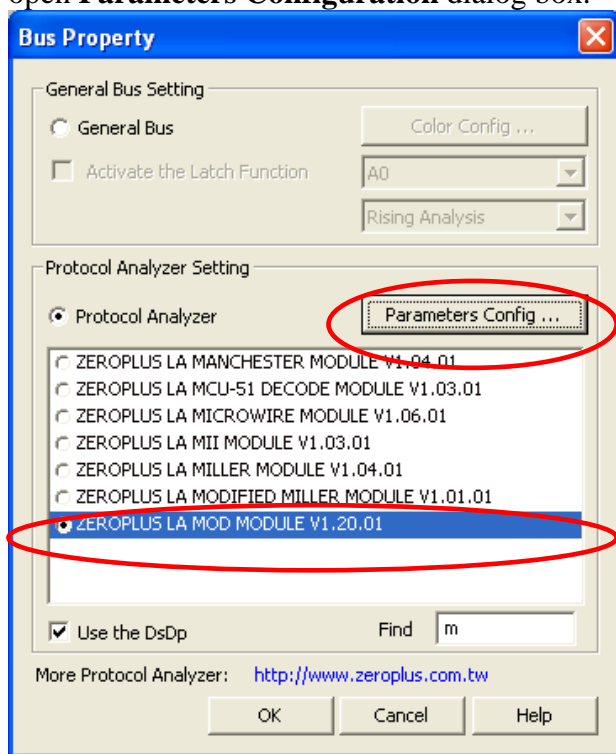 open Parameters Configuration dialog box.
Bus Property
General Bus Setting
General Bus
Color Config ...
Activate the Latch Function
A0
Rising Analysis
Protocol Analyzer Setting
Protocol Analyzer
Parameters Config ...
ZEROPLUS LA MANCHESTER MODULE V1.04.01
ZEROPLUS LA MCU-51 DECODE MODULE V1.03.01
ZEROPLUS LA MICROWIRE MODULE V1.06.01
ZEROPLUS LA MII MODULE V1.03.01
ZEROPLUS LA MILLER MODULE V1.04.01
ZEROPLUS LA MODIFIED MILLER MODULE V1.01.01
ZEROPLUS LA MOD MODULE V1.20.01
Use the DsDp
Find
m
More Protocol Analyzer: http://www.zeroplus.com.tw
OK
Cancel
Help